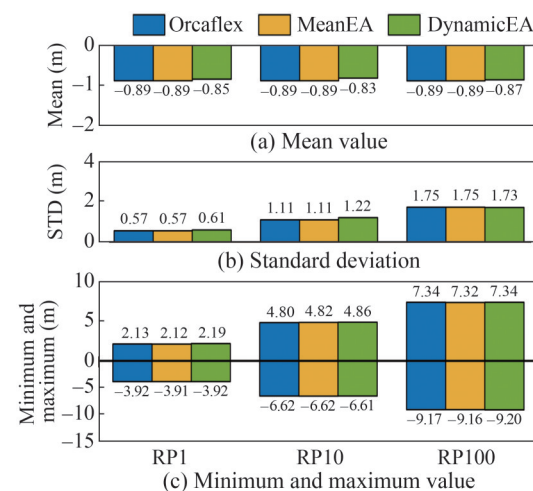 Orcaflex MeanEA DynamicEA
Mean (m)
0
−1
−2
−0.89 −0.89 −0.85 −0.89 −0.89 −0.83 −0.89 −0.89 −0.87
(a) Mean value
STD (m)
4
2
0
0.57 0.57 0.61 1.11 1.11 1.22 1.75 1.75 1.73
(b) Standard deviation
Minimum and
maximum (m)
10
5
0
−5
−10
−15
2.13 2.12 2.19 4.80 4.82 4.86 7.34 7.32 7.34
−3.92 −3.91 −3.92 −6.62 −6.62 −6.61 −9.17 −9.16 −9.20
RP1 RP10 RP100
(c) Minimum and maximum value